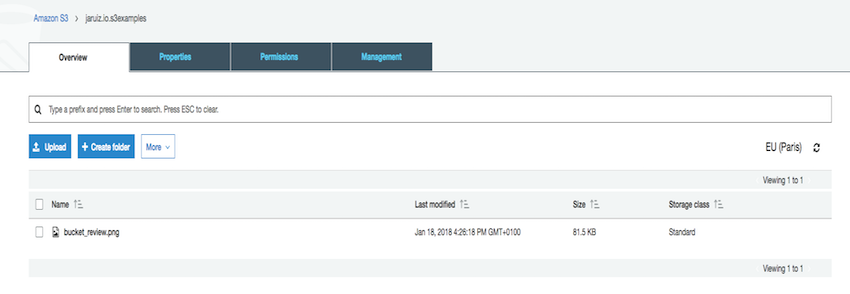 Amazon S3 > jaruiz.io.s3examples
Overview Properties Permissions Management
Type a prefix and press Enter to search. Press ESC to clear.
Upload + Create folder More EU (Paris)
Viewing 1 to 1
Name Last modified Size Storage class
bucket_review.png Jan 18, 2018 4:26:18 PM GMT+0100 81.5 KB Standard
Viewing 1 to 1